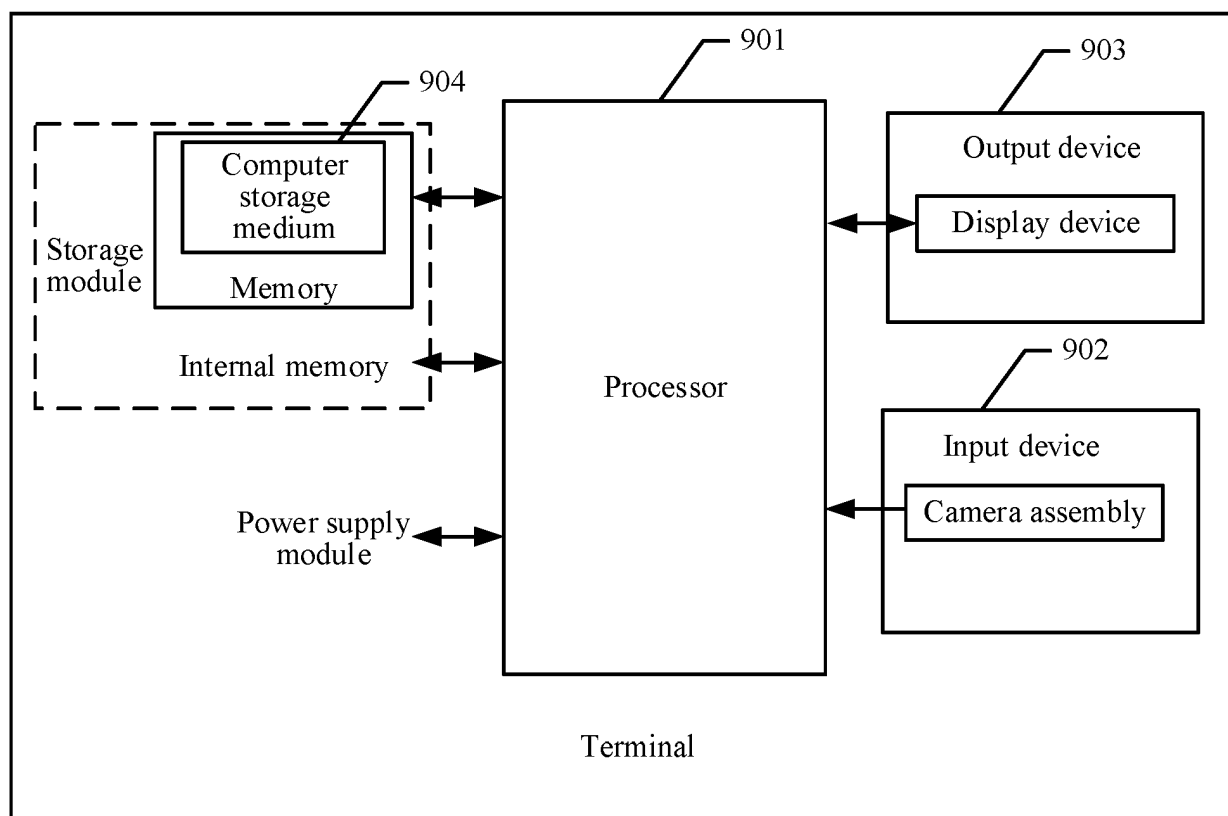 901
904
903
Computer
storage
medium
Output device
Display device
Storage
module
Memory
902
Internal memory
Processor
Input device
Camera assembly
Power supply
module
Terminal